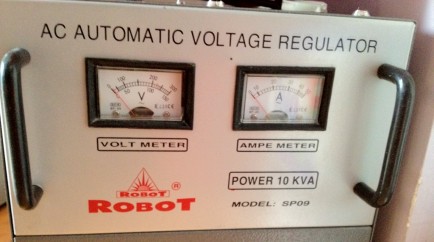 AC AUTOMATIC VOLTAGE REGULATOR
V
A
VOLT METER
AMPE METER
ROBOT ®
ROBOT
POWER 10 KVA
MODEL: SP09